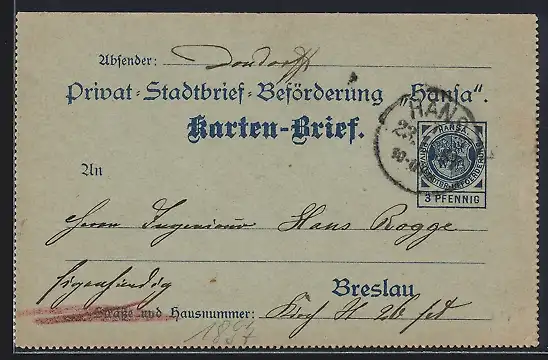 Absender: Dondorff
Privat-Stadtbrief-Beförderung "Hansa".
Karten-Brief.
HANSA
3 PFENNIG
An
Herrn Ingenieur Hans Rogge
Eigenhändig
Breslau
Straße und Hausnummer:
1897